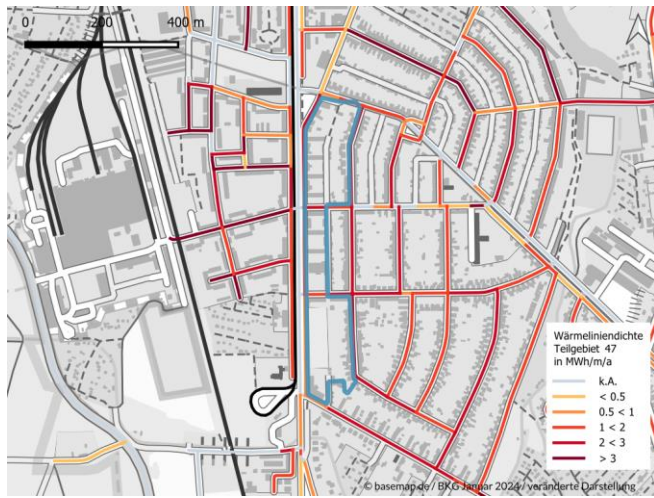 0 200 400 m
Wärmeliniendichte
Teilgebiet 47
in MWh/m/a
k.A.
< 0.5
0.5 < 1
1 < 2
2 < 3
> 3
© basemap.de / BKG Januar 2024 / veränderte Darstellung